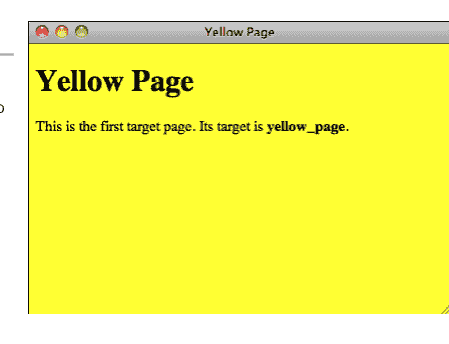 Yellow Page
Yellow Page
This is the first target page. Its target is yellow_page.